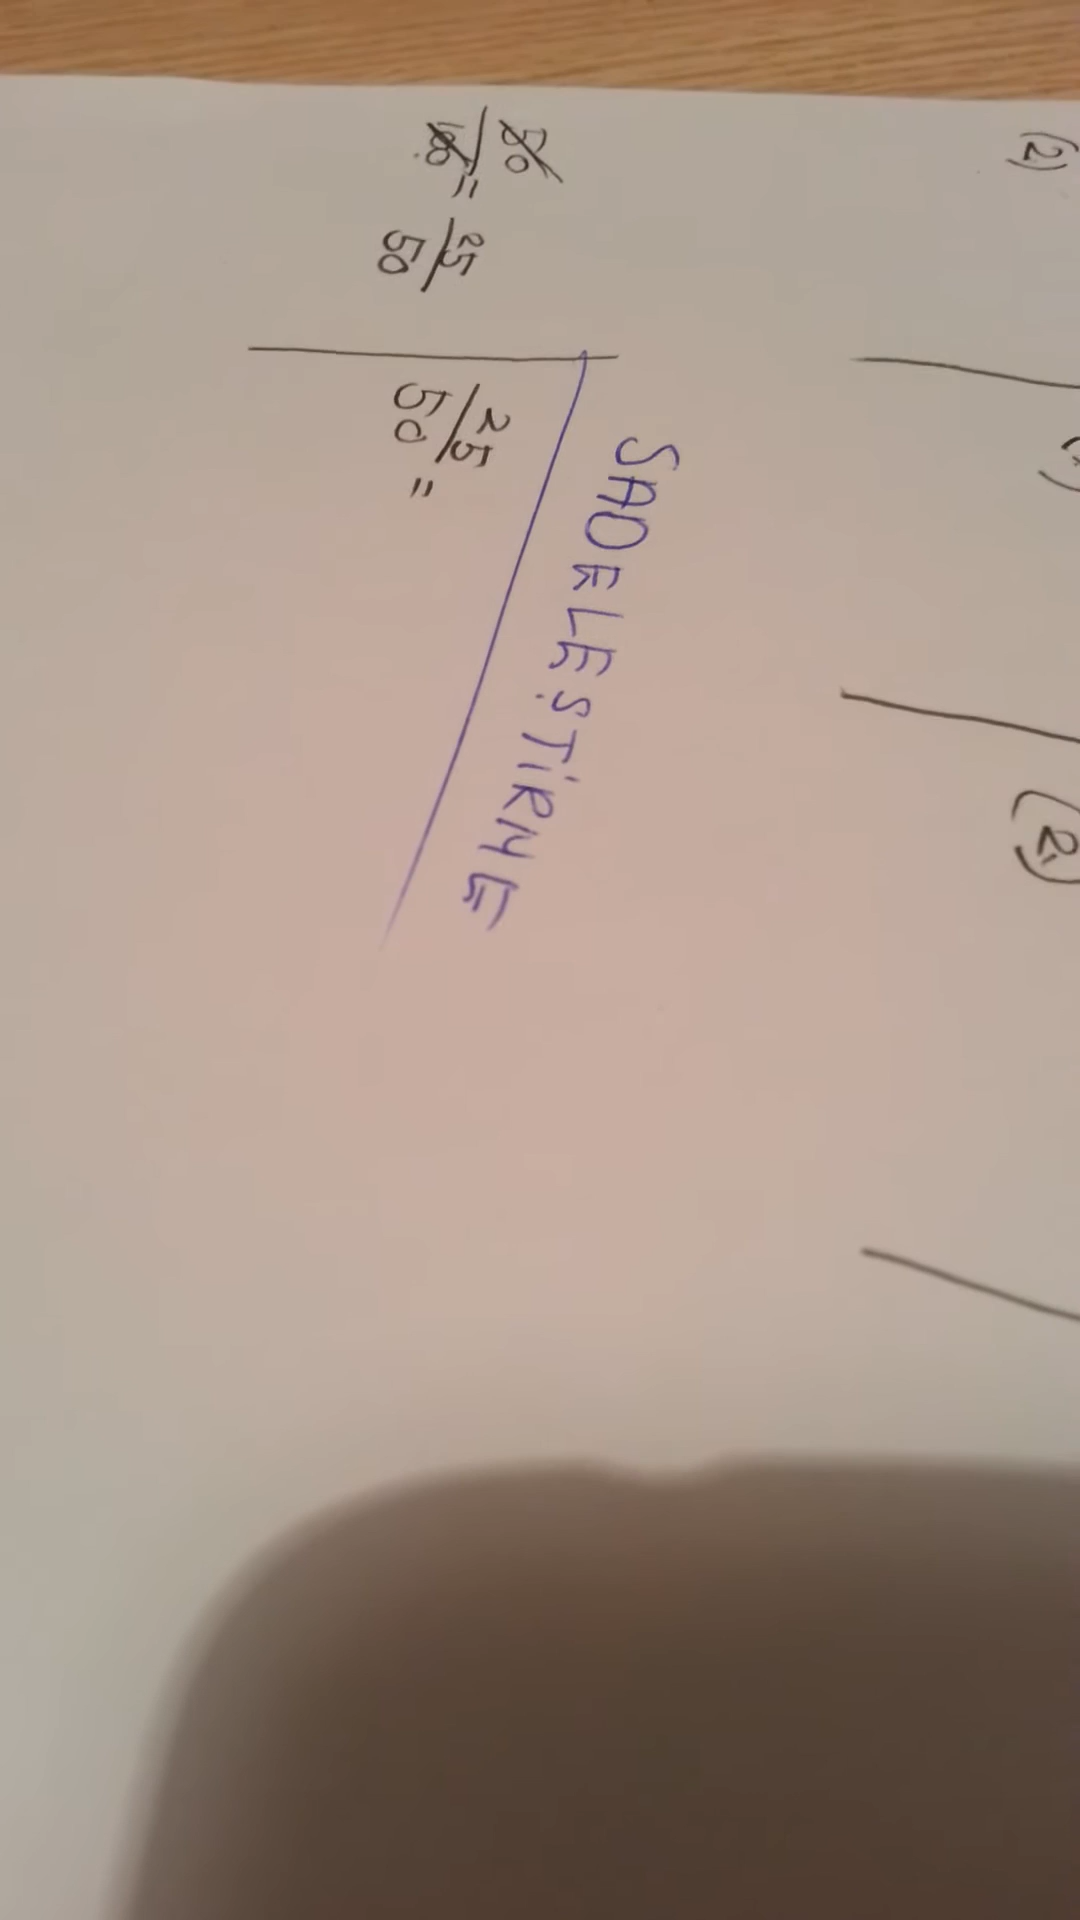 (2)
(2)
SADELEŞTİRME
50/100 = 25/50
25/50 =